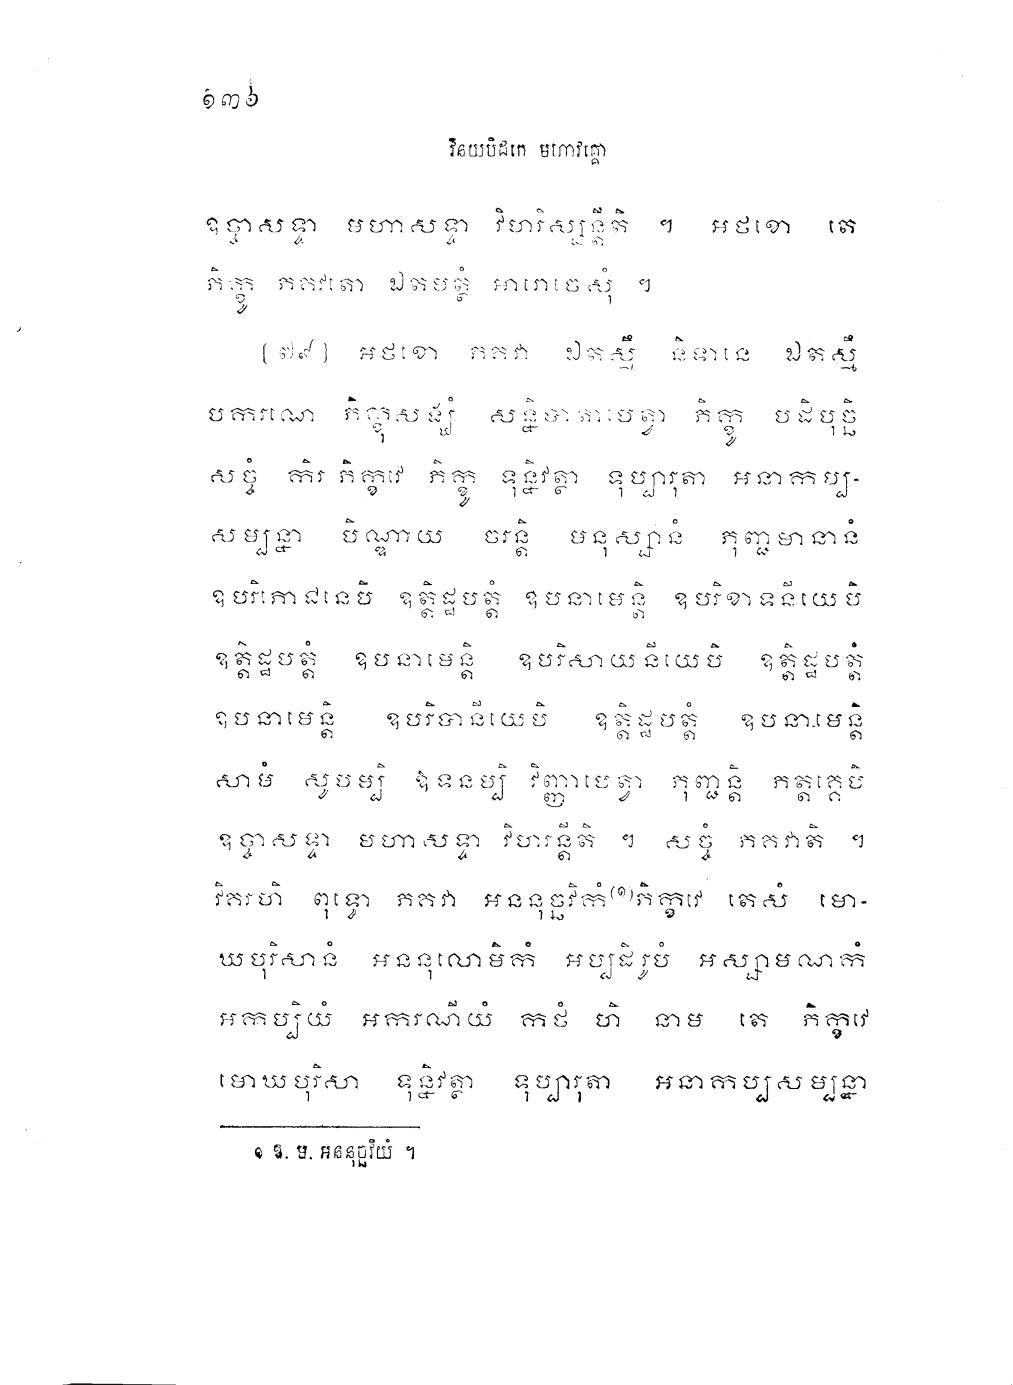 ១៣៦
វិនយបិដកេ មហាវគ្គោ
ឧច្ចាសទ្ទា មហាសទ្ទា វិហរិស្សន្តីតិ ។ អថខោ តេ
ភិក្ខូ ភគវតោ ឯតមត្ថំ អារោចេសុំ ។
[៧៩] អថខោ ភគវា ឯតស្មឹ និទានេ ឯតស្មឹ
បករណេ ភិក្ខុសង្ឃំ សន្និបាតាបេត្វា ភិក្ខូ បដិបុច្ឆិ
សច្ចំ កិរ ភិក្ខវេ ភិក្ខូ ទុន្និវត្ថា ទុប្បារុតា អនាកប្ប-
សម្បន្នា បិណ្ឌាយ ចរន្តិ មនុស្សានំ ភុញ្ជមានានំ
ឧបរិភោជនេបិ ឧត្តិដ្ឋបត្តំ ឧបនាមេន្តិ ឧបរិខាទនីយេបិ
ឧត្តិដ្ឋបត្តំ ឧបនាមេន្តិ ឧបរិសាយនីយេបិ ឧត្តិដ្ឋបត្តំ
ឧបនាមេន្តិ ឧបរិបានីយេបិ ឧត្តិដ្ឋបត្តំ ឧបនាមេន្តិ
សាមំ សូបម្បិ ឱទនម្បិ វិញ្ញាបេត្វា ភុញ្ជន្តិ ភត្តគ្គេបិ
ឧច្ចាសទ្ទា មហាសទ្ទា វិហរន្តីតិ ។ សច្ចំ ភគវាតិ ។
វិគរហិ ពុទ្ធោ ភគវា អននុច្ឆវិកំ(១)ភិក្ខវេ តេសំ មោ-
ឃបុរិសានំ អននុលោមិកំ អប្បដិរូបំ អស្សាមណកំ
អកប្បិយំ អករណីយំ កថំ ហិ នាម តេ ភិក្ខវេ
មោឃបុរិសា ទុន្និវត្ថា ទុប្បារុតា អនាកប្បសម្បន្នា
១ ឱ. ម. អននុច្ឆវិយំ ។